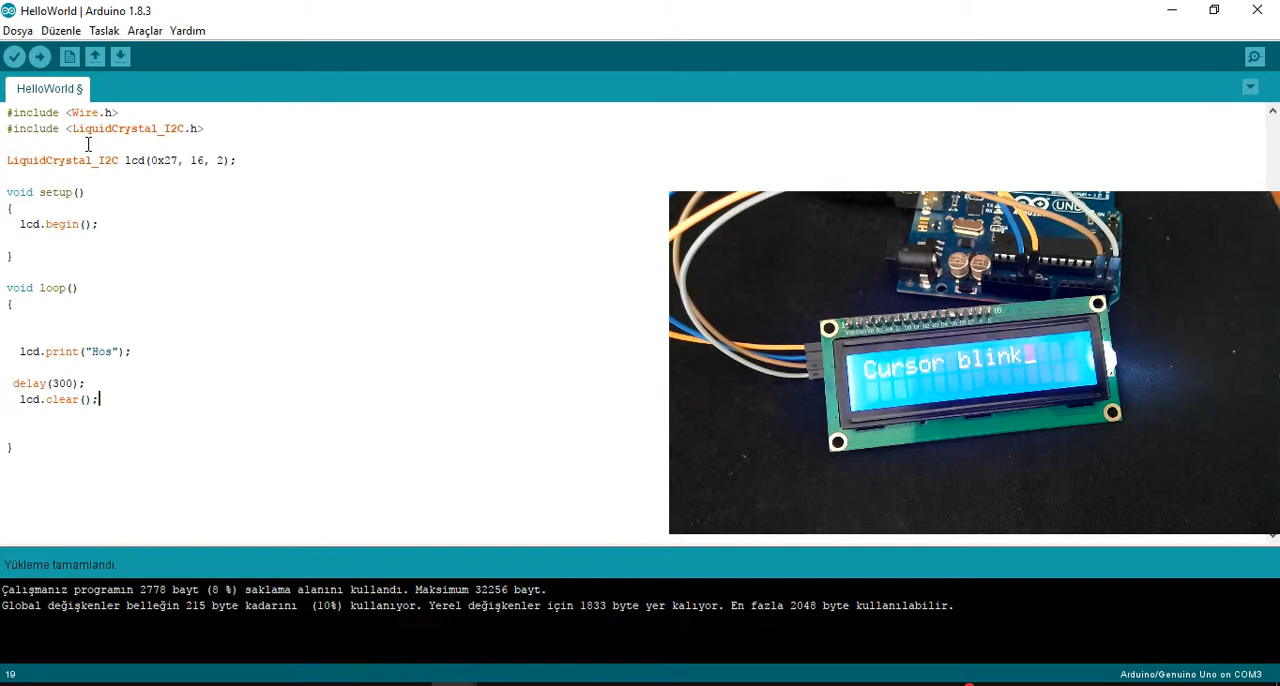 HelloWorld | Arduino 1.8.3
Dosya Düzenle Taslak Araçlar Yardım
HelloWorld §
#include <Wire.h>
#include <LiquidCrystal_I2C.h>
LiquidCrystal_I2C lcd(0x27, 16, 2);
void setup()
{
lcd.begin();
}
void loop()
{
lcd.print("Hos");
delay(300);
lcd.clear();
}
UNO
16
Cursor blink_
Yükleme tamamlandı.
Çalışmanız programın 2778 bayt (8 %) saklama alanını kullandı. Maksimum 32256 bayt.
Global değişkenler belleğin 215 byte kadarını (10%) kullanıyor. Yerel değişkenler için 1833 byte yer kalıyor. En fazla 2048 byte kullanılabilir.
19
Arduino/Genuino Uno on COM3